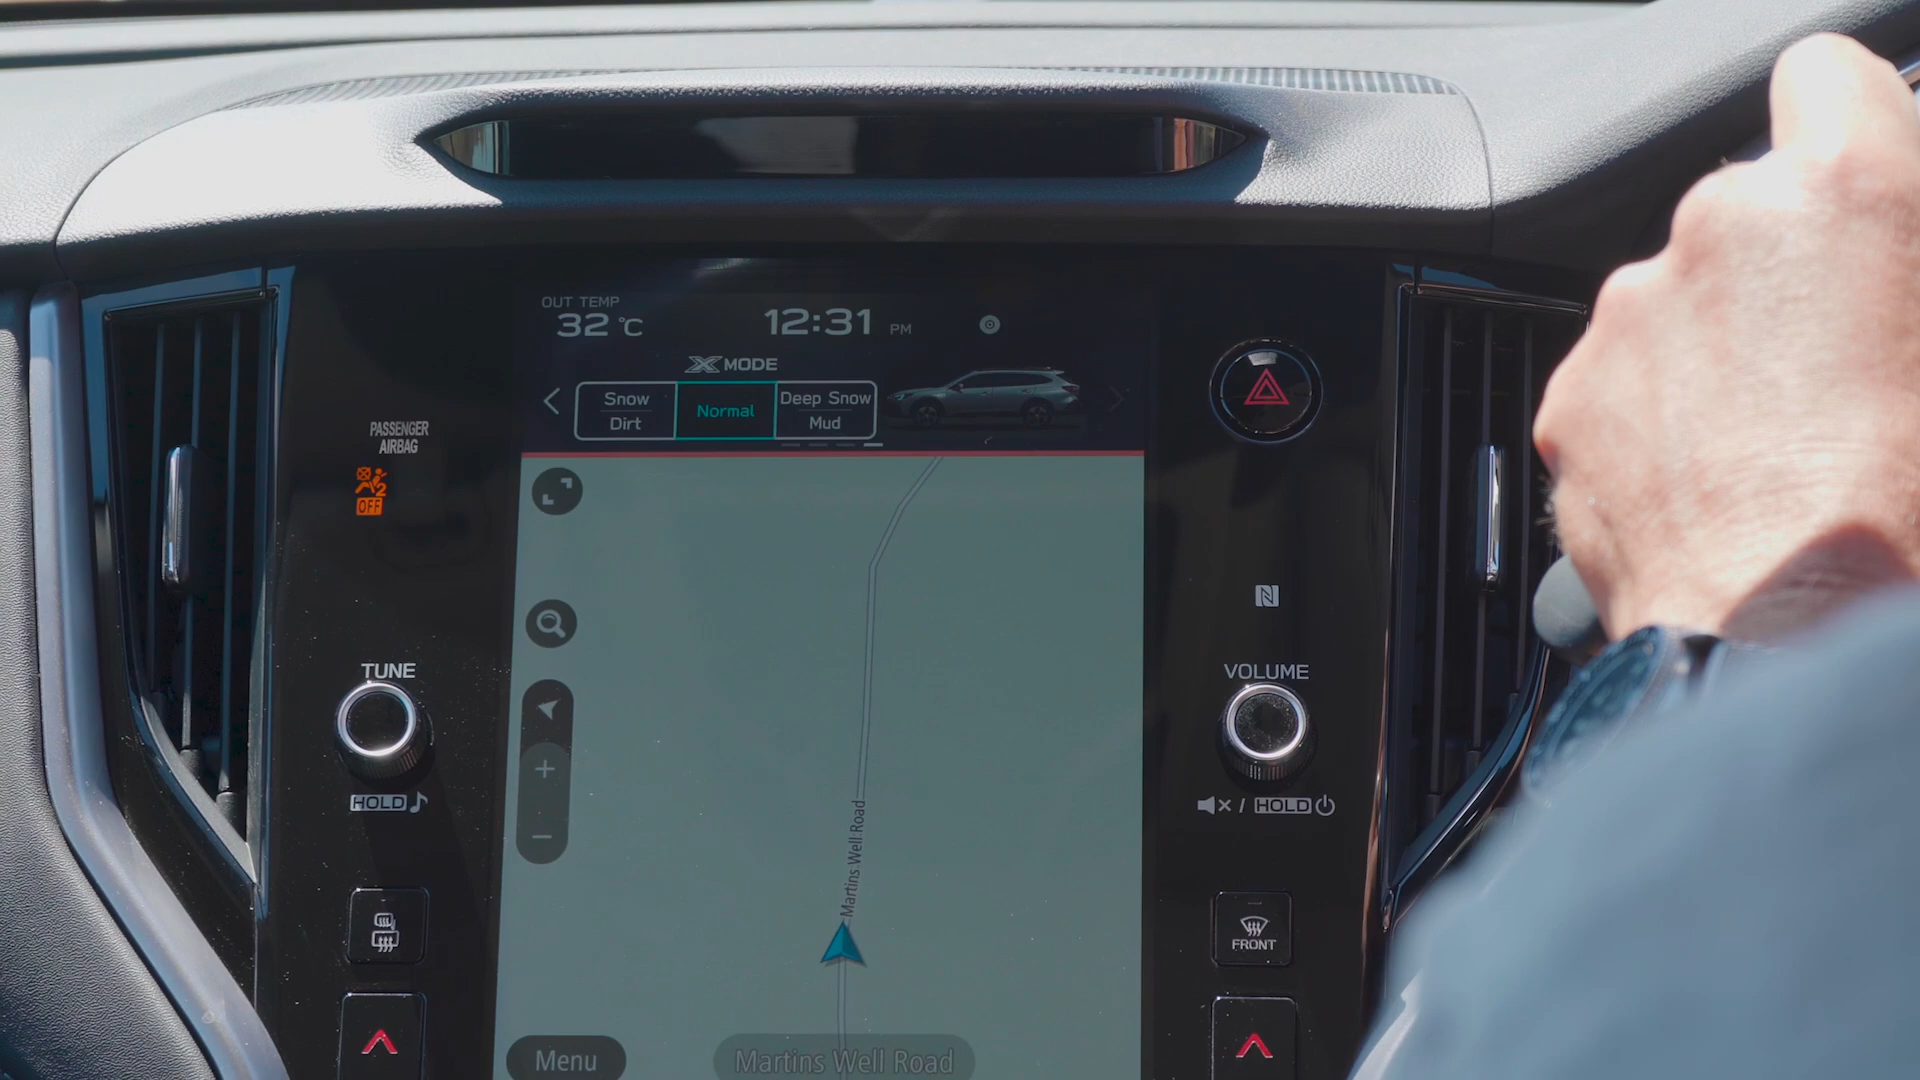 OUT TEMP
32 °C
12:31 PM
X MODE
Snow
Dirt
Normal
Deep Snow
Mud
PASSENGER
AIRBAG
2
OFF
TUNE
HOLD
VOLUME
/ HOLD
FRONT
Martins Well Road
Menu
Martins Well Road